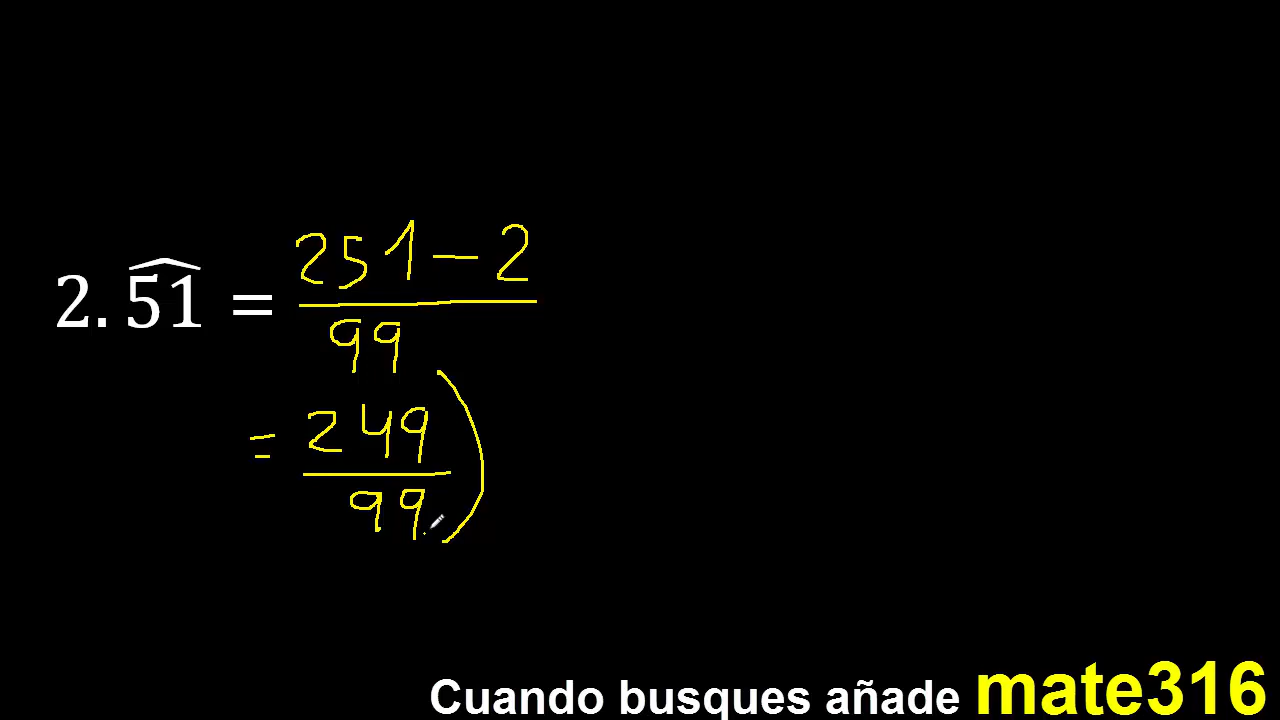 2.5͡1 = (251 − 2)/99
= 249/99
Cuando busques añade mate316